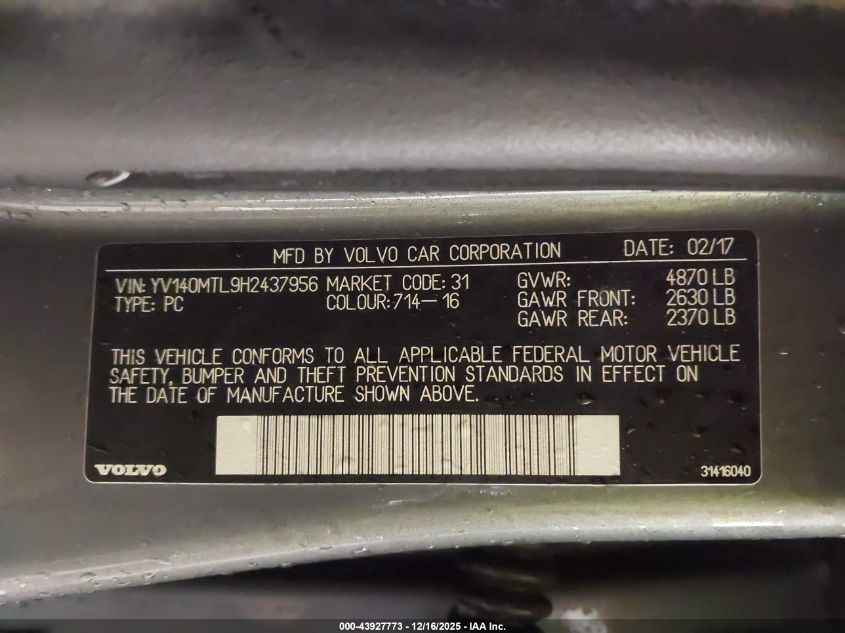 MFD BY VOLVO CAR CORPORATION DATE: 02/17
VIN: YV140MTL9H2437956 MARKET CODE: 31 GVWR: 4870 LB
TYPE: PC COLOUR: 714-16 GAWR FRONT: 2630 LB
GAWR REAR: 2370 LB
THIS VEHICLE CONFORMS TO ALL APPLICABLE FEDERAL MOTOR VEHICLE
SAFETY, BUMPER AND THEFT PREVENTION STANDARDS IN EFFECT ON
THE DATE OF MANUFACTURE SHOWN ABOVE.
VOLVO 31416040
000-43927773 - 12/16/2025 - IAA Inc.